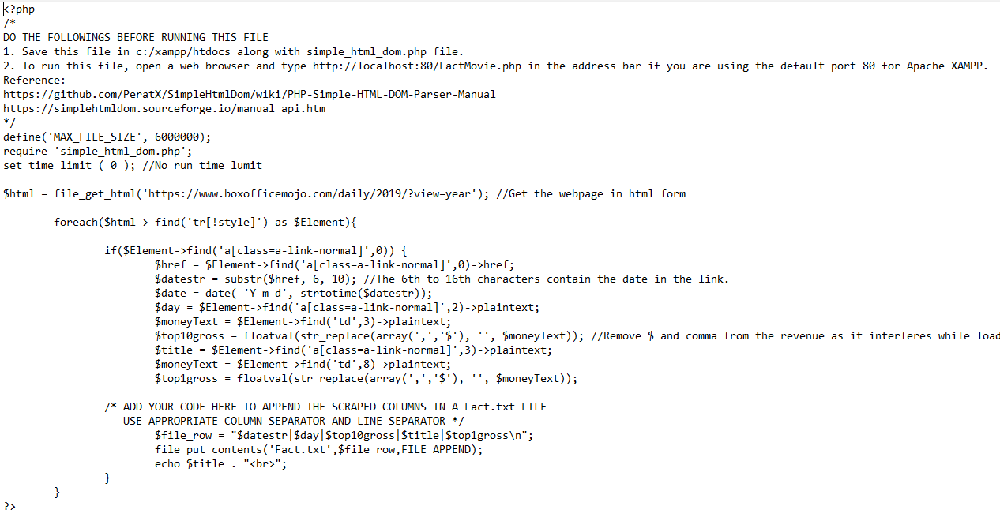 <?php
/*
DO THE FOLLOWINGS BEFORE RUNNING THIS FILE
1. Save this file in c:/xampp/htdocs along with simple_html_dom.php file.
2. To run this file, open a web browser and type http://localhost:80/FactMovie.php in the address bar if you are using the default port 80 for Apache XAMPP.
Reference:
https://github.com/PeratX/SimpleHtmlDom/wiki/PHP-Simple-HTML-DOM-Parser-Manual
https://simplehtmldom.sourceforge.io/manual_api.htm
*/
define('MAX_FILE_SIZE', 6000000);
require 'simple_html_dom.php';
set_time_limit ( 0 ); //No run time lumit

$html = file_get_html('https://www.boxofficemojo.com/daily/2019/?view=year'); //Get the webpage in html form

        foreach($html-> find('tr[!style]') as $Element){

                if($Element->find('a[class=a-link-normal]',0)) {
                        $href = $Element->find('a[class=a-link-normal]',0)->href;
                        $datestr = substr($href, 6, 10); //The 6th to 16th characters contain the date in the link.
                        $date = date( 'Y-m-d', strtotime($datestr));
                        $day = $Element->find('a[class=a-link-normal]',2)->plaintext;
                        $moneyText = $Element->find('td',3)->plaintext;
                        $top10gross = floatval(str_replace(array(',','$'), '', $moneyText)); //Remove $ and comma from the revenue as it interferes while load
                        $title = $Element->find('a[class=a-link-normal]',3)->plaintext;
                        $moneyText = $Element->find('td',8)->plaintext;
                        $top1gross = floatval(str_replace(array(',','$'), '', $moneyText));

                /* ADD YOUR CODE HERE TO APPEND THE SCRAPED COLUMNS IN A Fact.txt FILE
                   USE APPROPRIATE COLUMN SEPARATOR AND LINE SEPARATOR */
                        $file_row = "$datestr|$day|$top10gross|$title|$top1gross\n";
                        file_put_contents('Fact.txt',$file_row,FILE_APPEND);
                        echo $title . "<br>";
                }
        }
?>